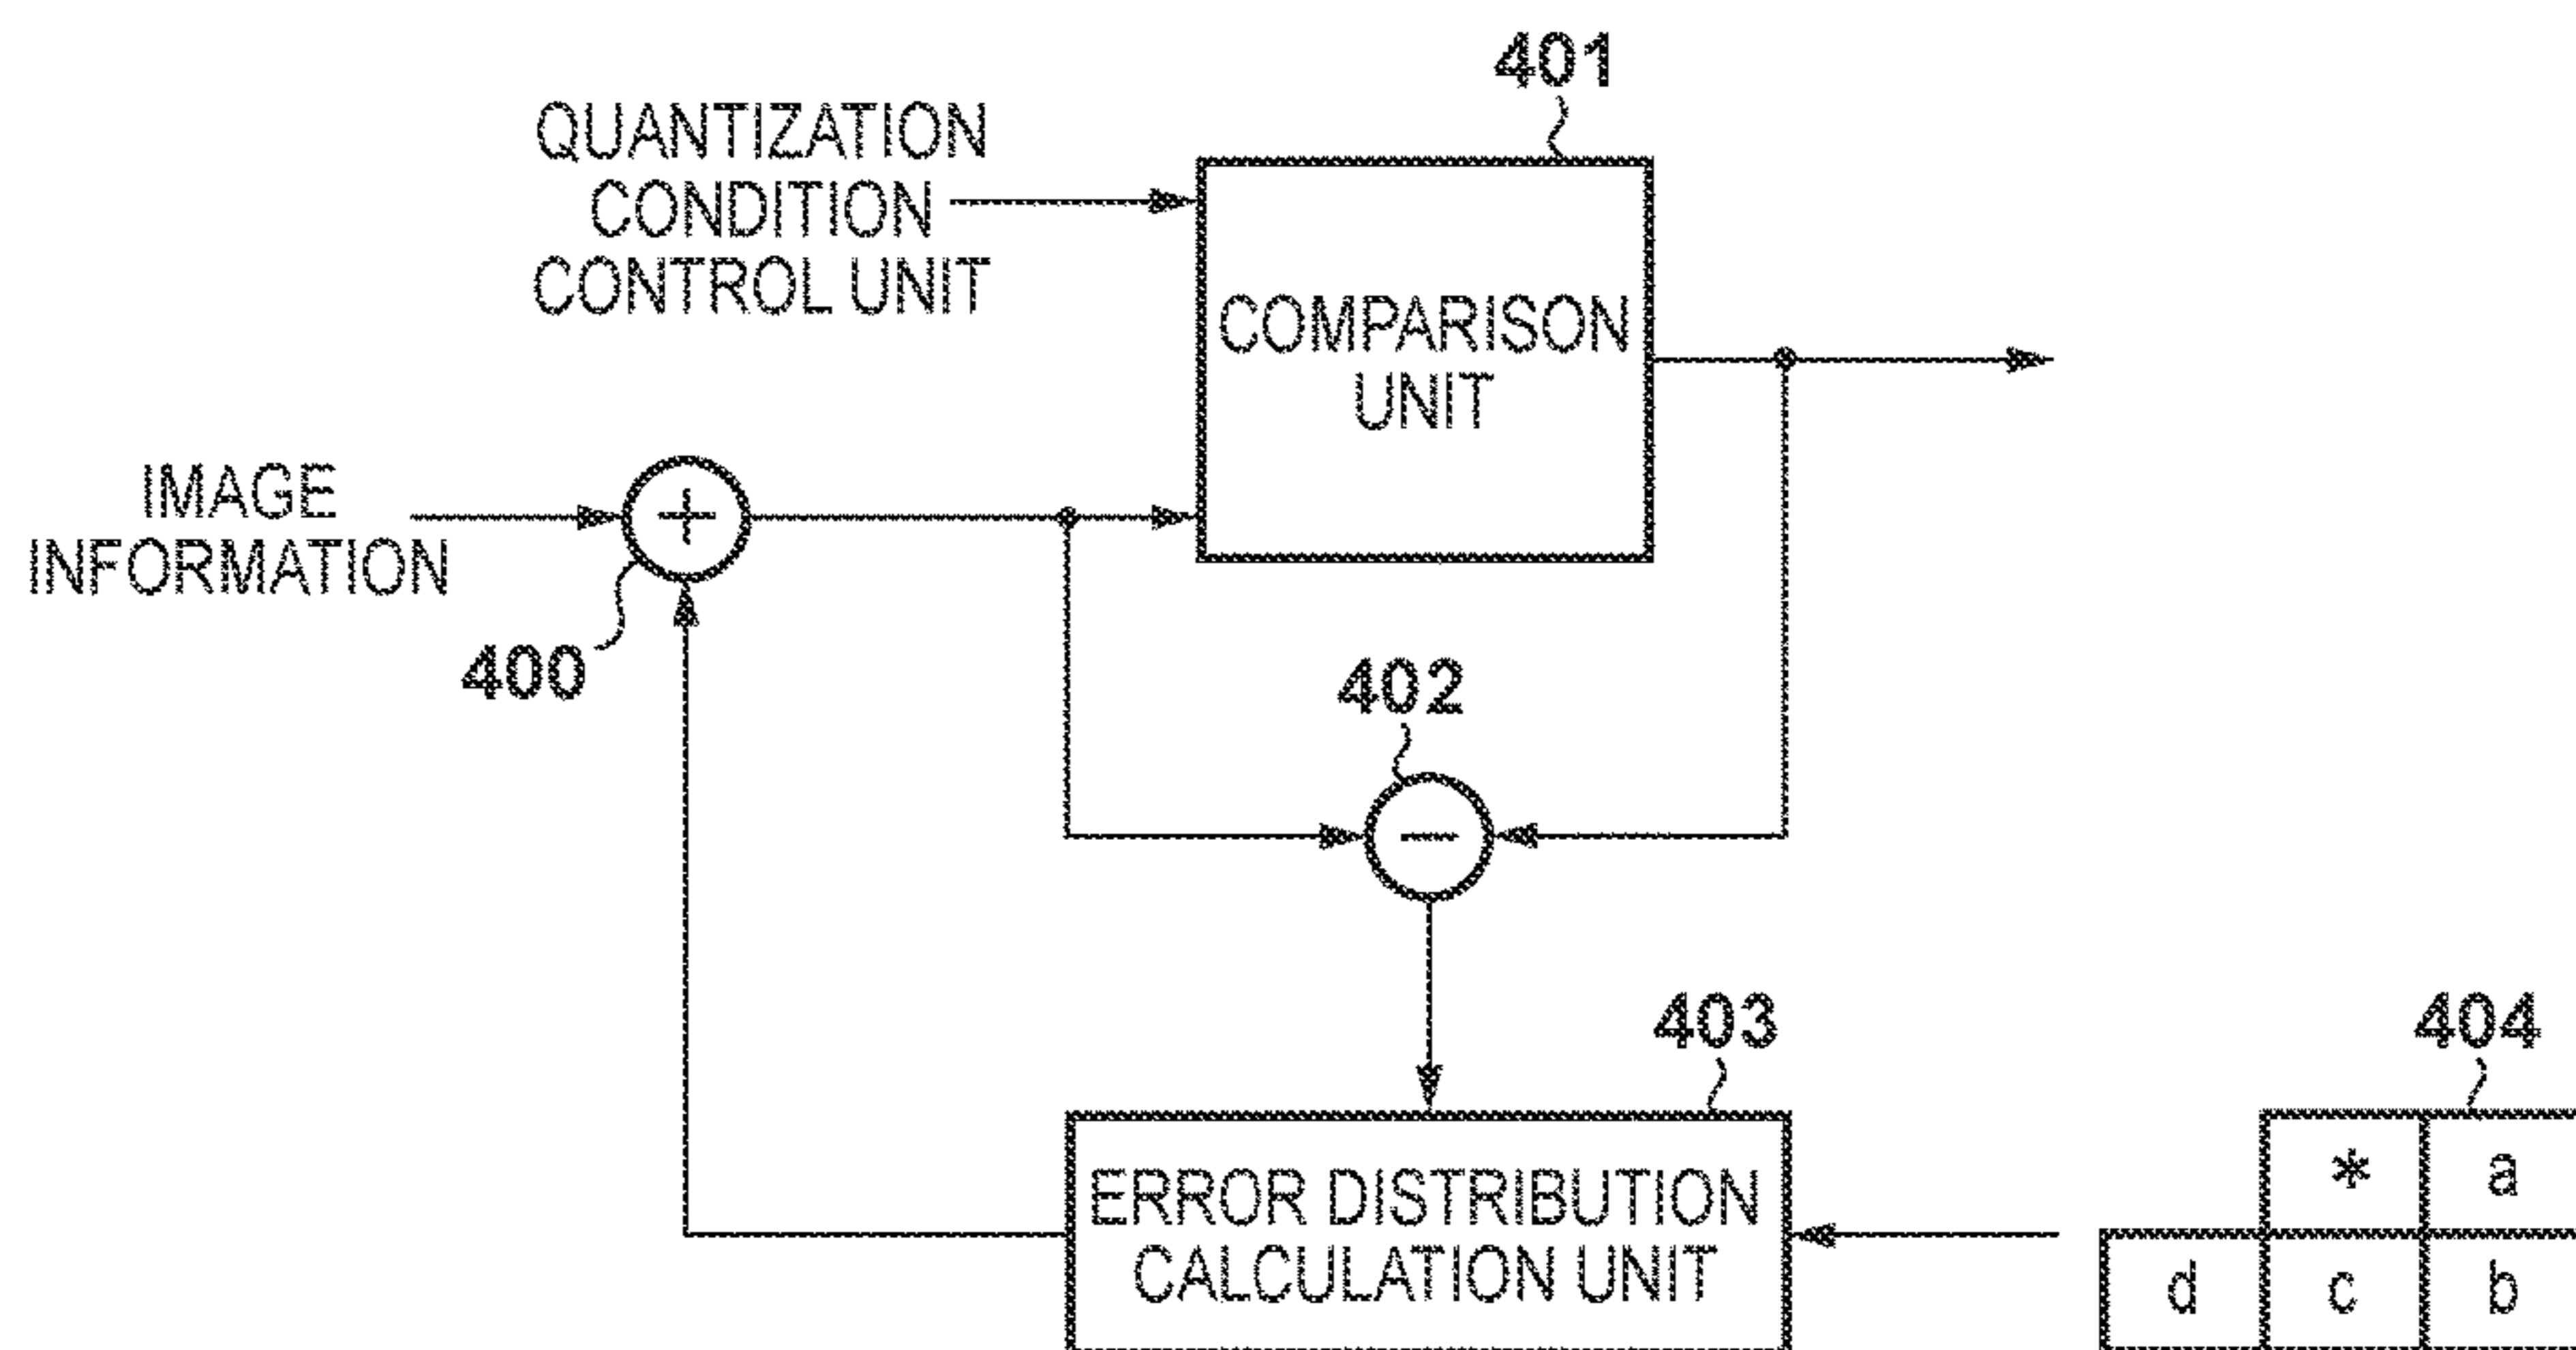 401
QUANTIZATION
CONDITION
CONTROL UNIT
COMPARISON
UNIT
IMAGE
INFORMATION
+
400
402
−
403
404
ERROR DISTRIBUTION
CALCULATION UNIT
* a
d c b